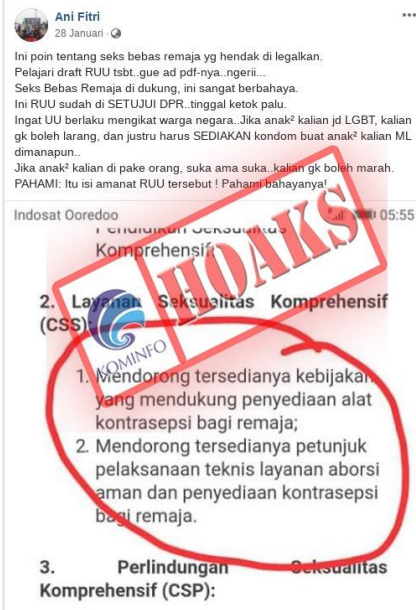 Ani Fitri
28 Januari ·
Ini poin tentang seks bebas remaja yg hendak di legalkan.
Pelajari draft RUU tsbt..gue ad pdf-nya..ngerii...
Seks Bebas Remaja di dukung, ini sangat berbahaya.
Ini RUU sudah di SETUJUI DPR..tinggal ketok palu.
Ingat UU berlaku mengikat warga negara..Jika anak² kalian jd LGBT, kalian
gk boleh larang, dan justru harus SEDIAKAN kondom buat anak² kalian ML
dimanapun..
Jika anak² kalian di pake orang, suka ama suka..kalian gk boleh marah.
PAHAMI: Itu isi amanat RUU tersebut ! Pahami bahayanya!
Indosat Ooredoo 05:55
Pendidikan Seksualitas
Komprehensif;
HOAKS
KOMINFO
2. Layanan Seksualitas Komprehensif
(CSS):
1. Mendorong tersedianya kebijakan
yang mendukung penyediaan alat
kontrasepsi bagi remaja;
2. Mendorong tersedianya petunjuk
pelaksanaan teknis layanan aborsi
aman dan penyediaan kontrasepsi
bagi remaja.
3. Perlindungan Seksualitas
Komprehensif (CSP):